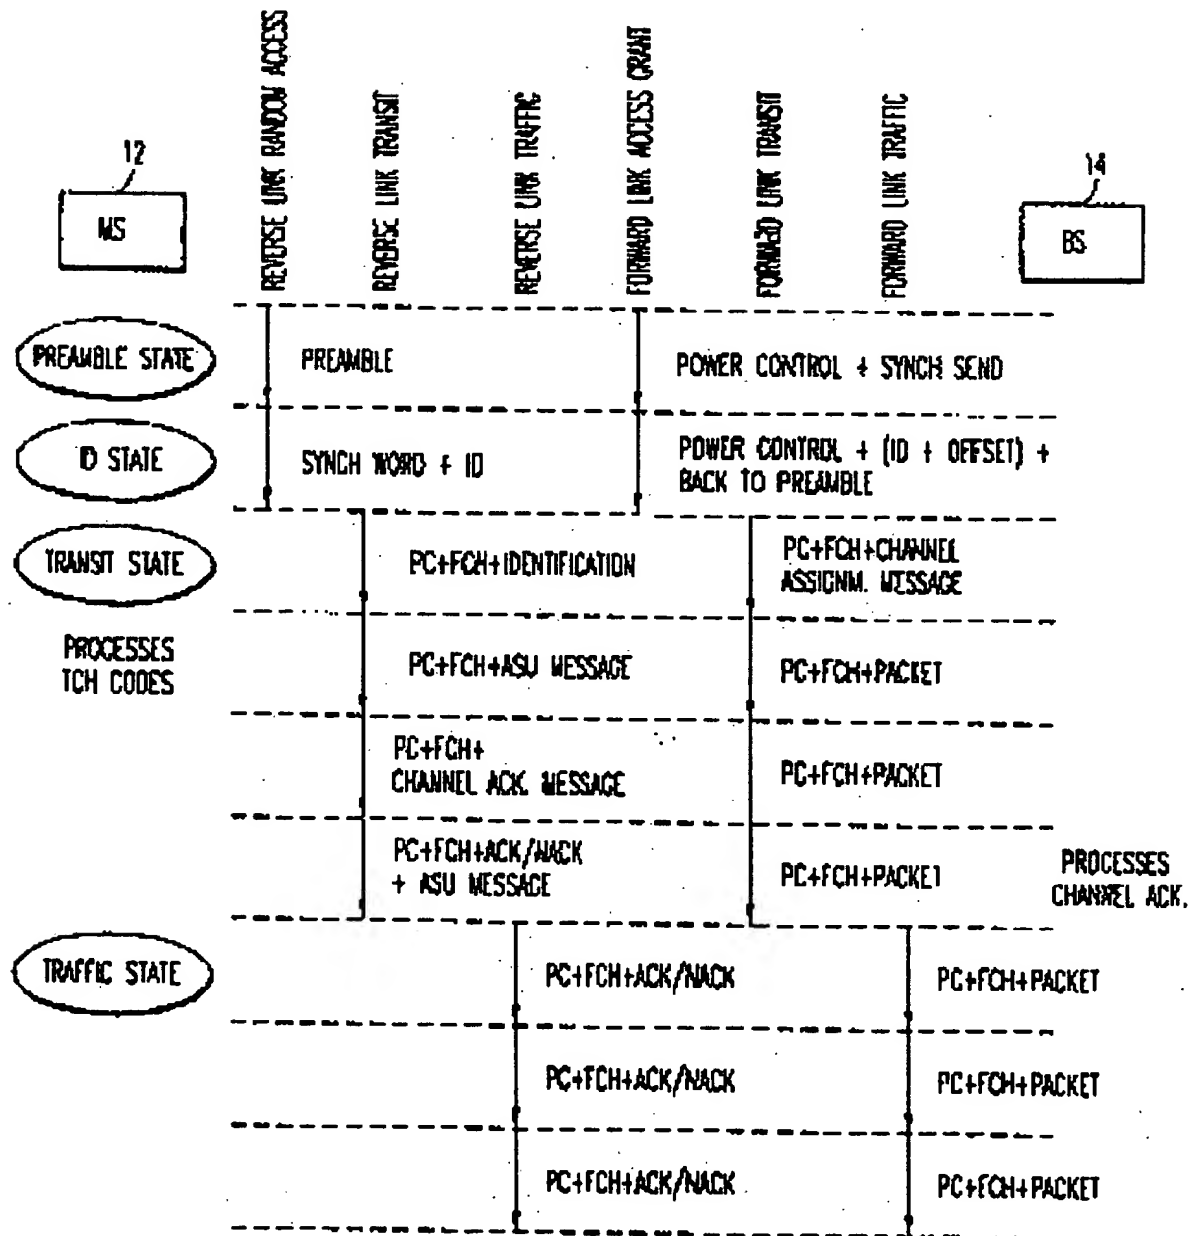 REVERSE LINK RANDOM ACCESS
REVERSE LINK TRANSIT
REVERSE LINK TRAFFIC
FORWARD LINK ACCESS GRANT
FORWARD LINK TRANSIT
FORWARD LINK TRAFFIC
12
MS
14
BS
PREAMBLE STATE
PREAMBLE
POWER CONTROL + SYNCH SEND
ID STATE
SYNCH WORD + ID
POWER CONTROL + (ID + OFFSET) +
BACK TO PREAMBLE
TRANSIT STATE
PC+FCH+IDENTIFICATION
PC+FCH+CHANNEL
ASSIGNM. MESSAGE
PROCESSES
TCH CODES
PC+FCH+ASU MESSAGE
PC+FCH+PACKET
PC+FCH+
CHANNEL ACK. MESSAGE
PC+FCH+PACKET
PC+FCH+ACK/NACK
+ ASU MESSAGE
PC+FCH+PACKET
PROCESSES
CHANNEL ACK.
TRAFFIC STATE
PC+FCH+ACK/NACK
PC+FCH+PACKET
PC+FCH+ACK/NACK
PC+FCH+PACKET
PC+FCH+ACK/NACK
PC+FCH+PACKET